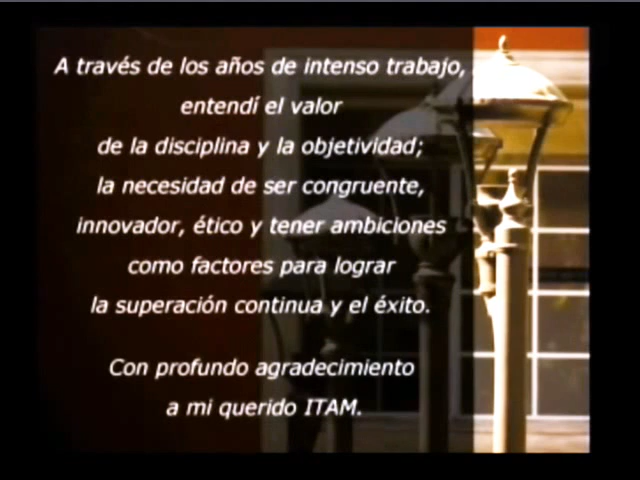 A través de los años de intenso trabajo,
entendí el valor
de la disciplina y la objetividad;
la necesidad de ser congruente,
innovador, ético y tener ambiciones
como factores para lograr
la superación continua y el éxito.
Con profundo agradecimiento
a mi querido ITAM.